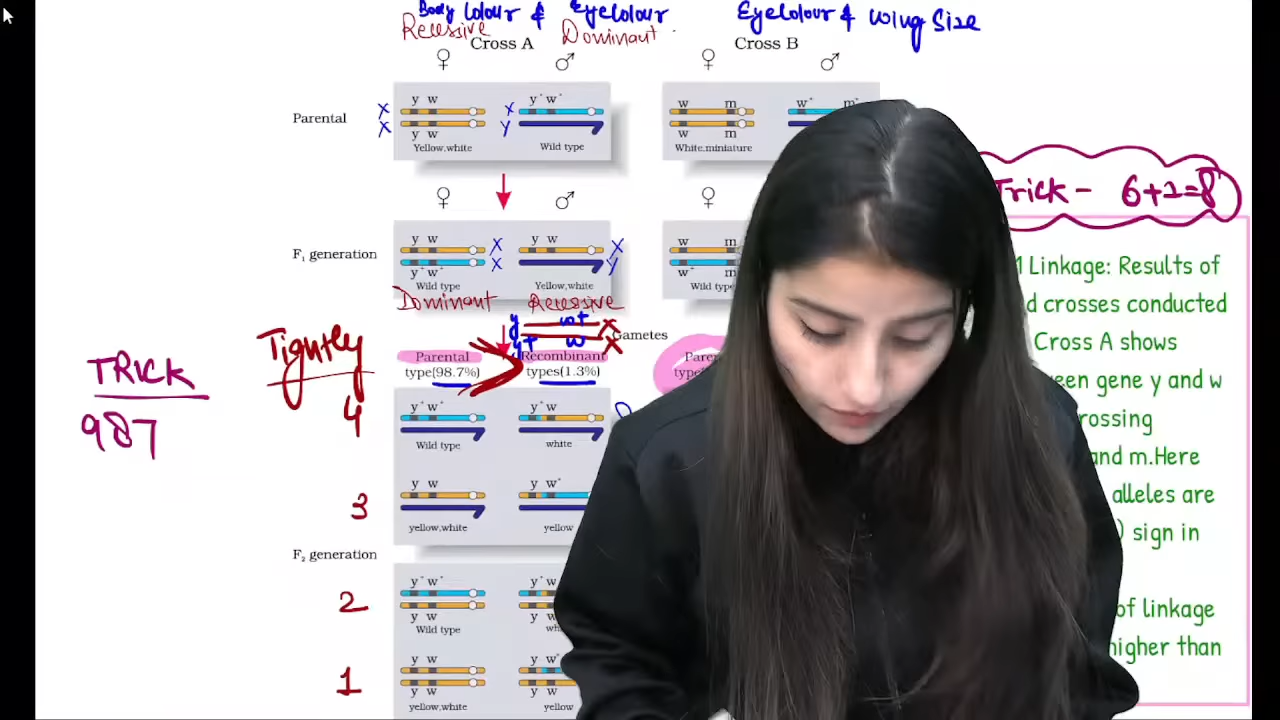 Body Colour & Eyecolour
Eyecolour & Wing Size
Recessive
Dominant
Cross A
Cross B
♀ ♂ ♀ ♂
Parental
X
X
y w
y w
Yellow,white
X
y
y⁺ w⁺
Wild type
w m
w m
White,miniature
w⁺ m⁺
Trick - 6+2=8
♀ ♂ ♀
F₁ generation
y w
y⁺ w⁺
Wild type
X
X
y w
Yellow,white
X
y
w m
w⁺ m
Wild type
Dominant Recessive
y w+ X
y+ w X
Gametes
Tightly
TRICK
987
Parental
type(98.7%)
Recombinant
types(1.3%)
4
y⁺ w⁺
Wild type
y⁺ w
white
3
y w
yellow,white
y w⁺
yellow
F₂ generation
2
y⁺ w⁺
y w
Wild type
y⁺ w
y w
1
y w
y w
yellow,white
y w⁺
y w
yellow
Linkage: Results of
crosses conducted
Cross A shows
gene y and w
and m.Here
alleles are
sign in
of linkage
higher than